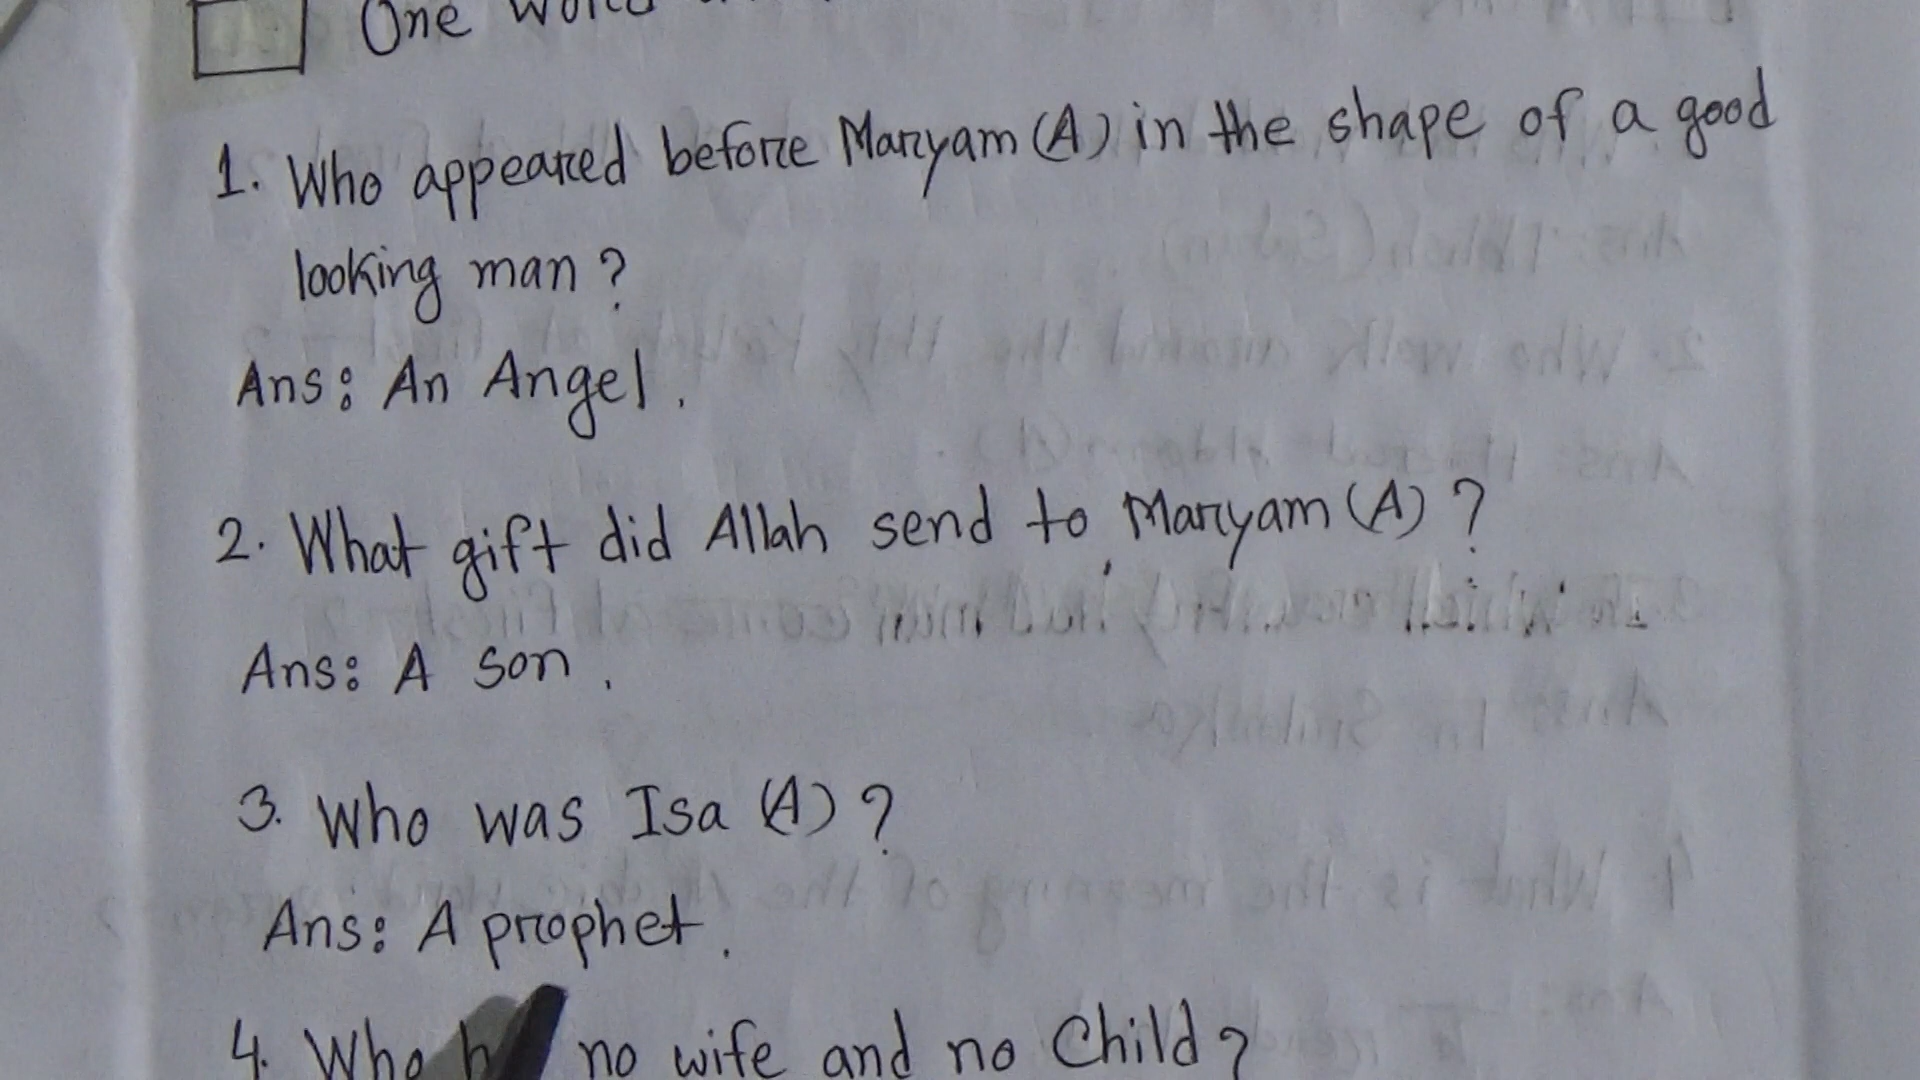 One Word
1. Who appeared before Maryam (A) in the shape of a good
looking man?
Ans: An Angel.
2. What gift did Allah send to Maryam (A)?
Ans: A son.
3. Who was Isa (A)?
Ans: A prophet.
4. Who no wife and no Child?